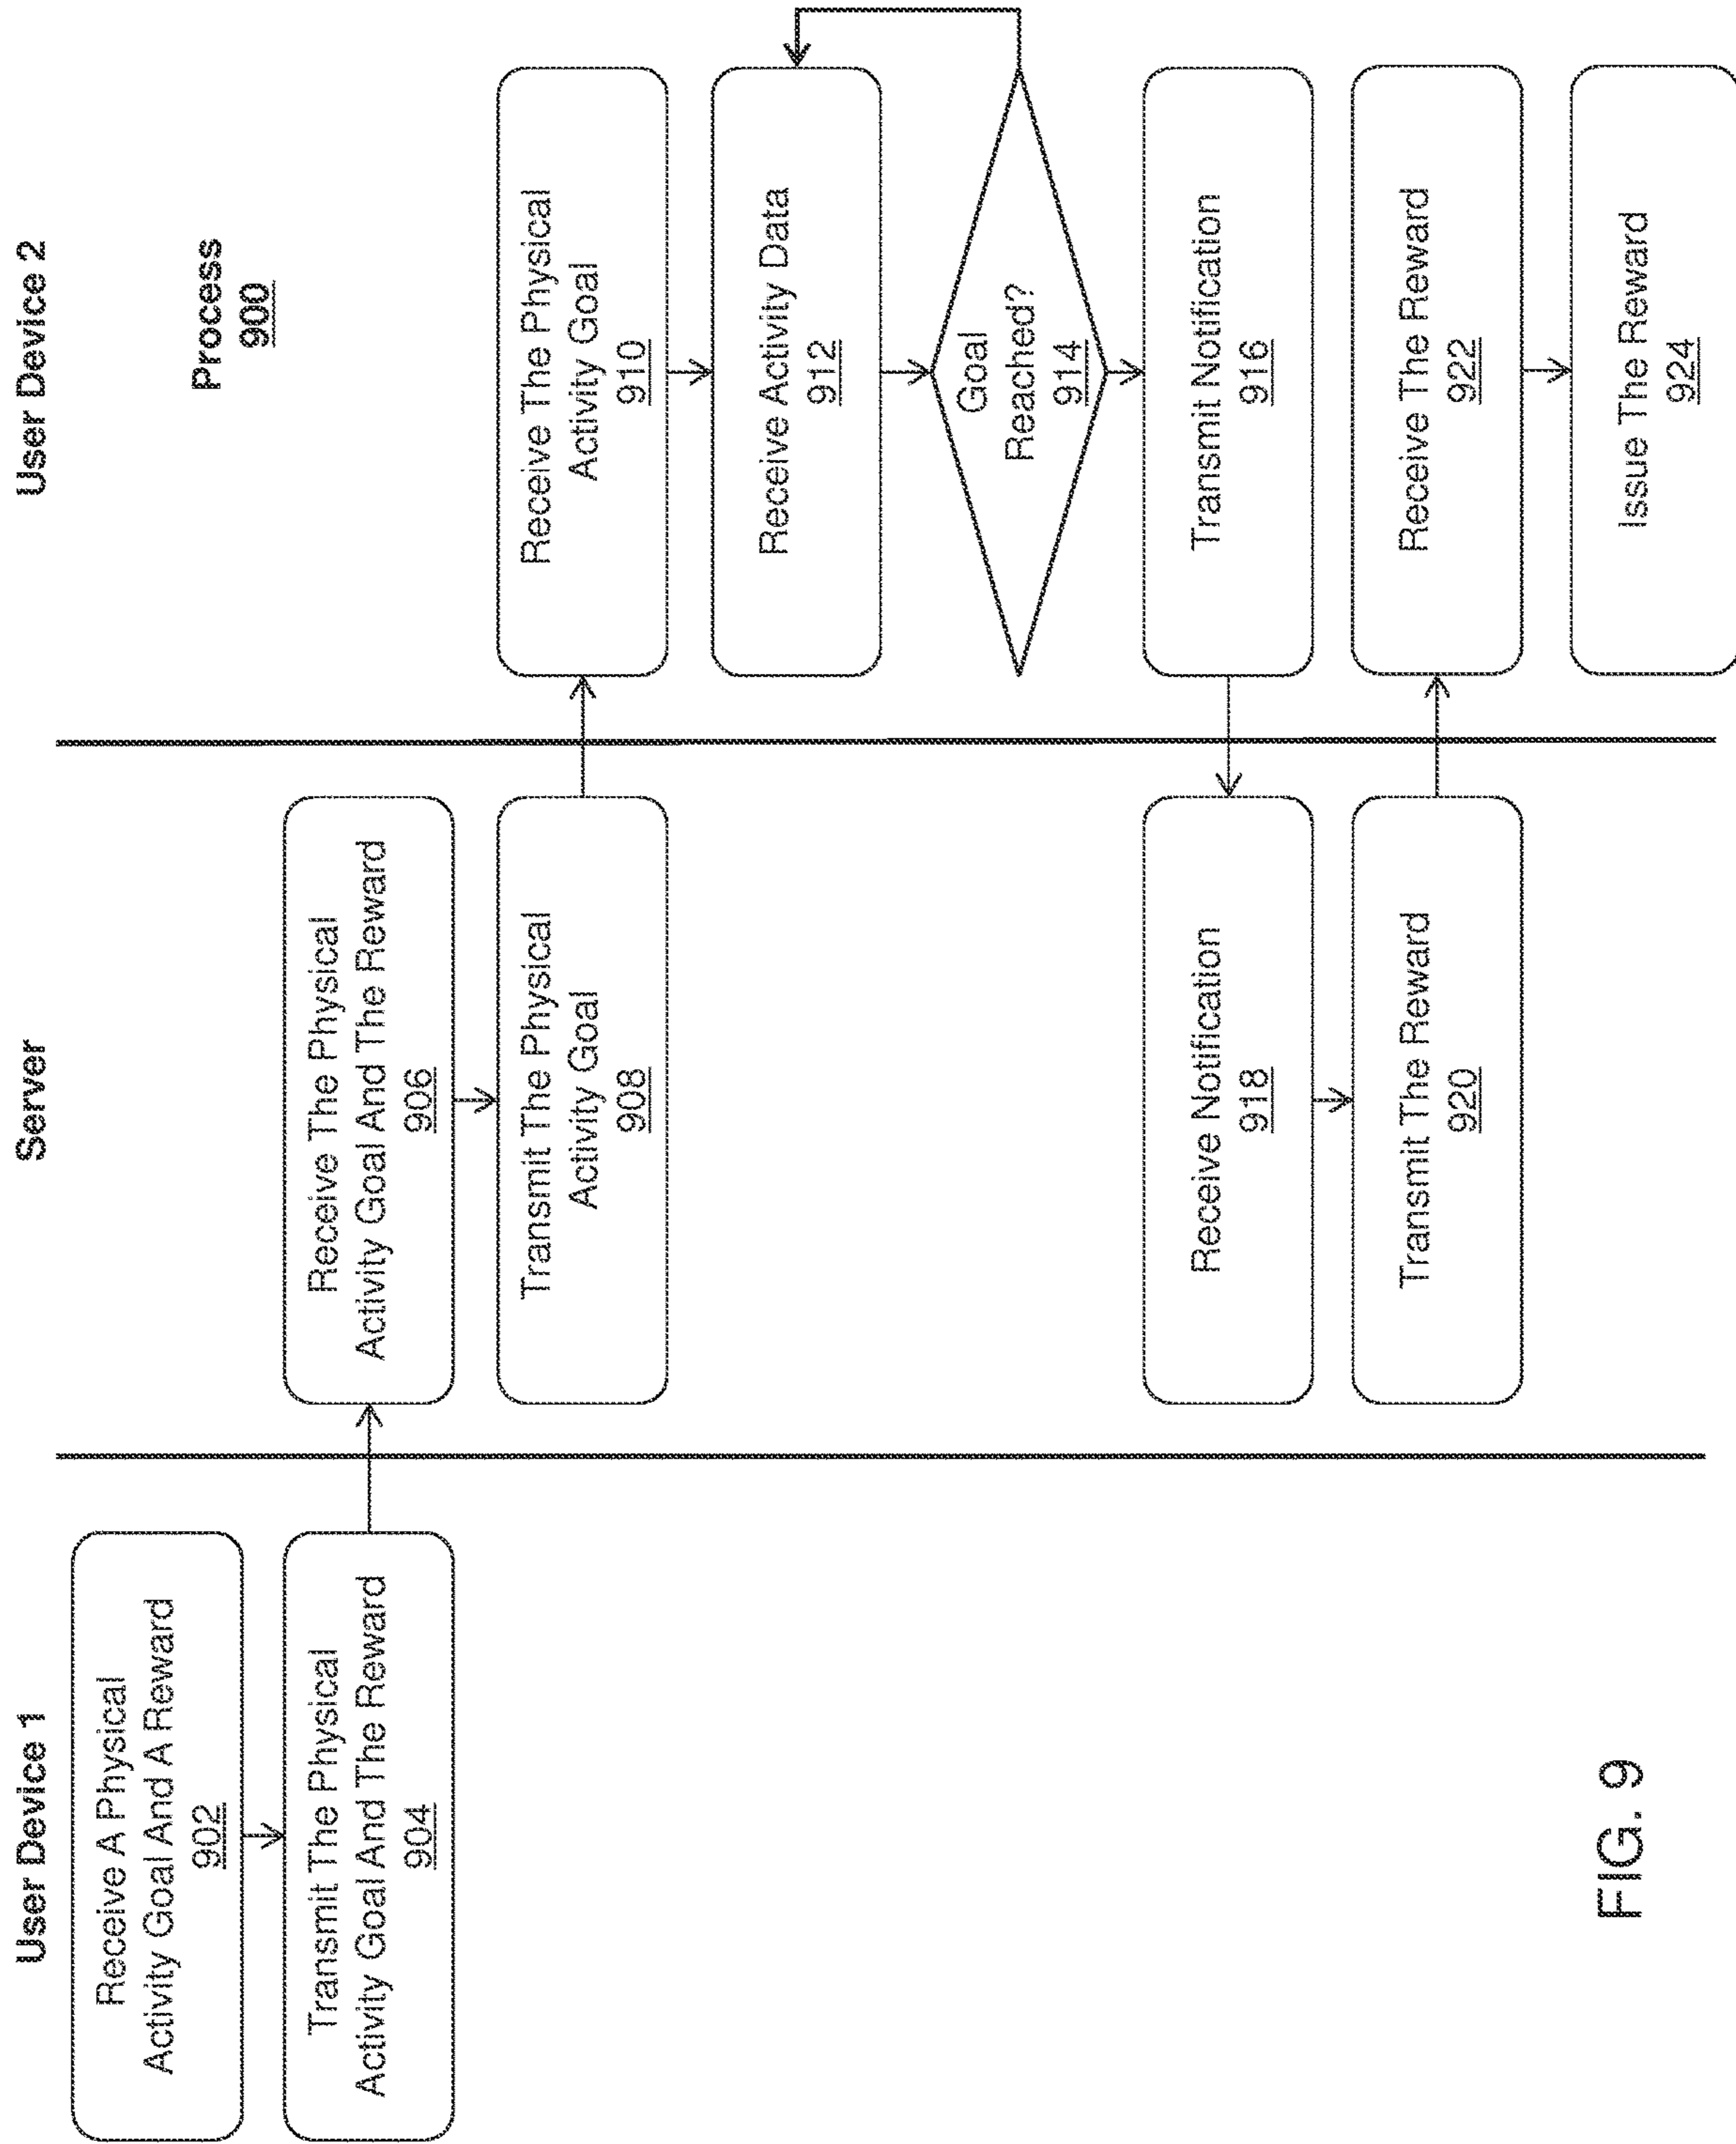 User Device 1
Server
User Device 2
Process
900
Receive A Physical
Activity Goal And A Reward
902
Transmit The Physical
Activity Goal And The Reward
904
Receive The Physical
Activity Goal And The Reward
906
Transmit The Physical
Activity Goal
908
Receive The Physical
Activity Goal
910
Receive Activity Data
912
Goal
Reached?
914
Transmit Notification
916
Receive Notification
918
Transmit The Reward
920
Receive The Reward
922
Issue The Reward
924
FIG. 9